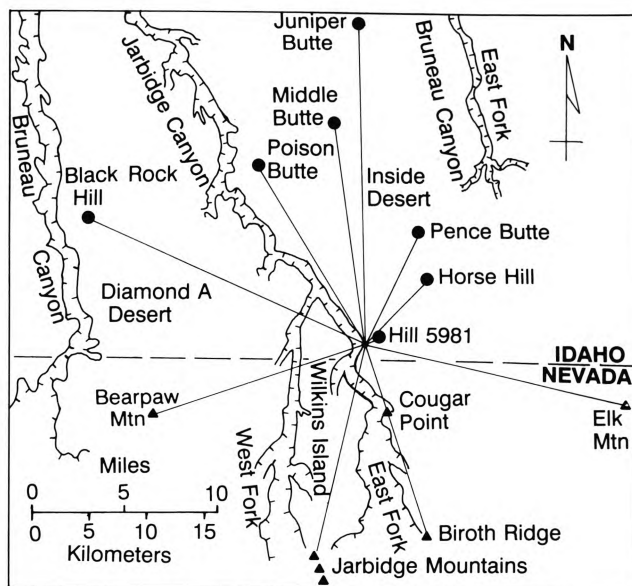 Juniper
Butte
Jarbidge Canyon
Bruneau Canyon
East Fork
N
Middle
Butte
Poison
Butte
Bruneau
Canyon
Black Rock
Hill
Inside
Desert
Pence Butte
Horse Hill
Diamond A
Desert
Hill 5981
IDAHO
NEVADA
Bearpaw
Mtn
Wilkins Island
Cougar
Point
Elk
Mtn
Miles
0 5 10
0 5 10 15
Kilometers
West Fork
East Fork
Biroth Ridge
Jarbidge Mountains